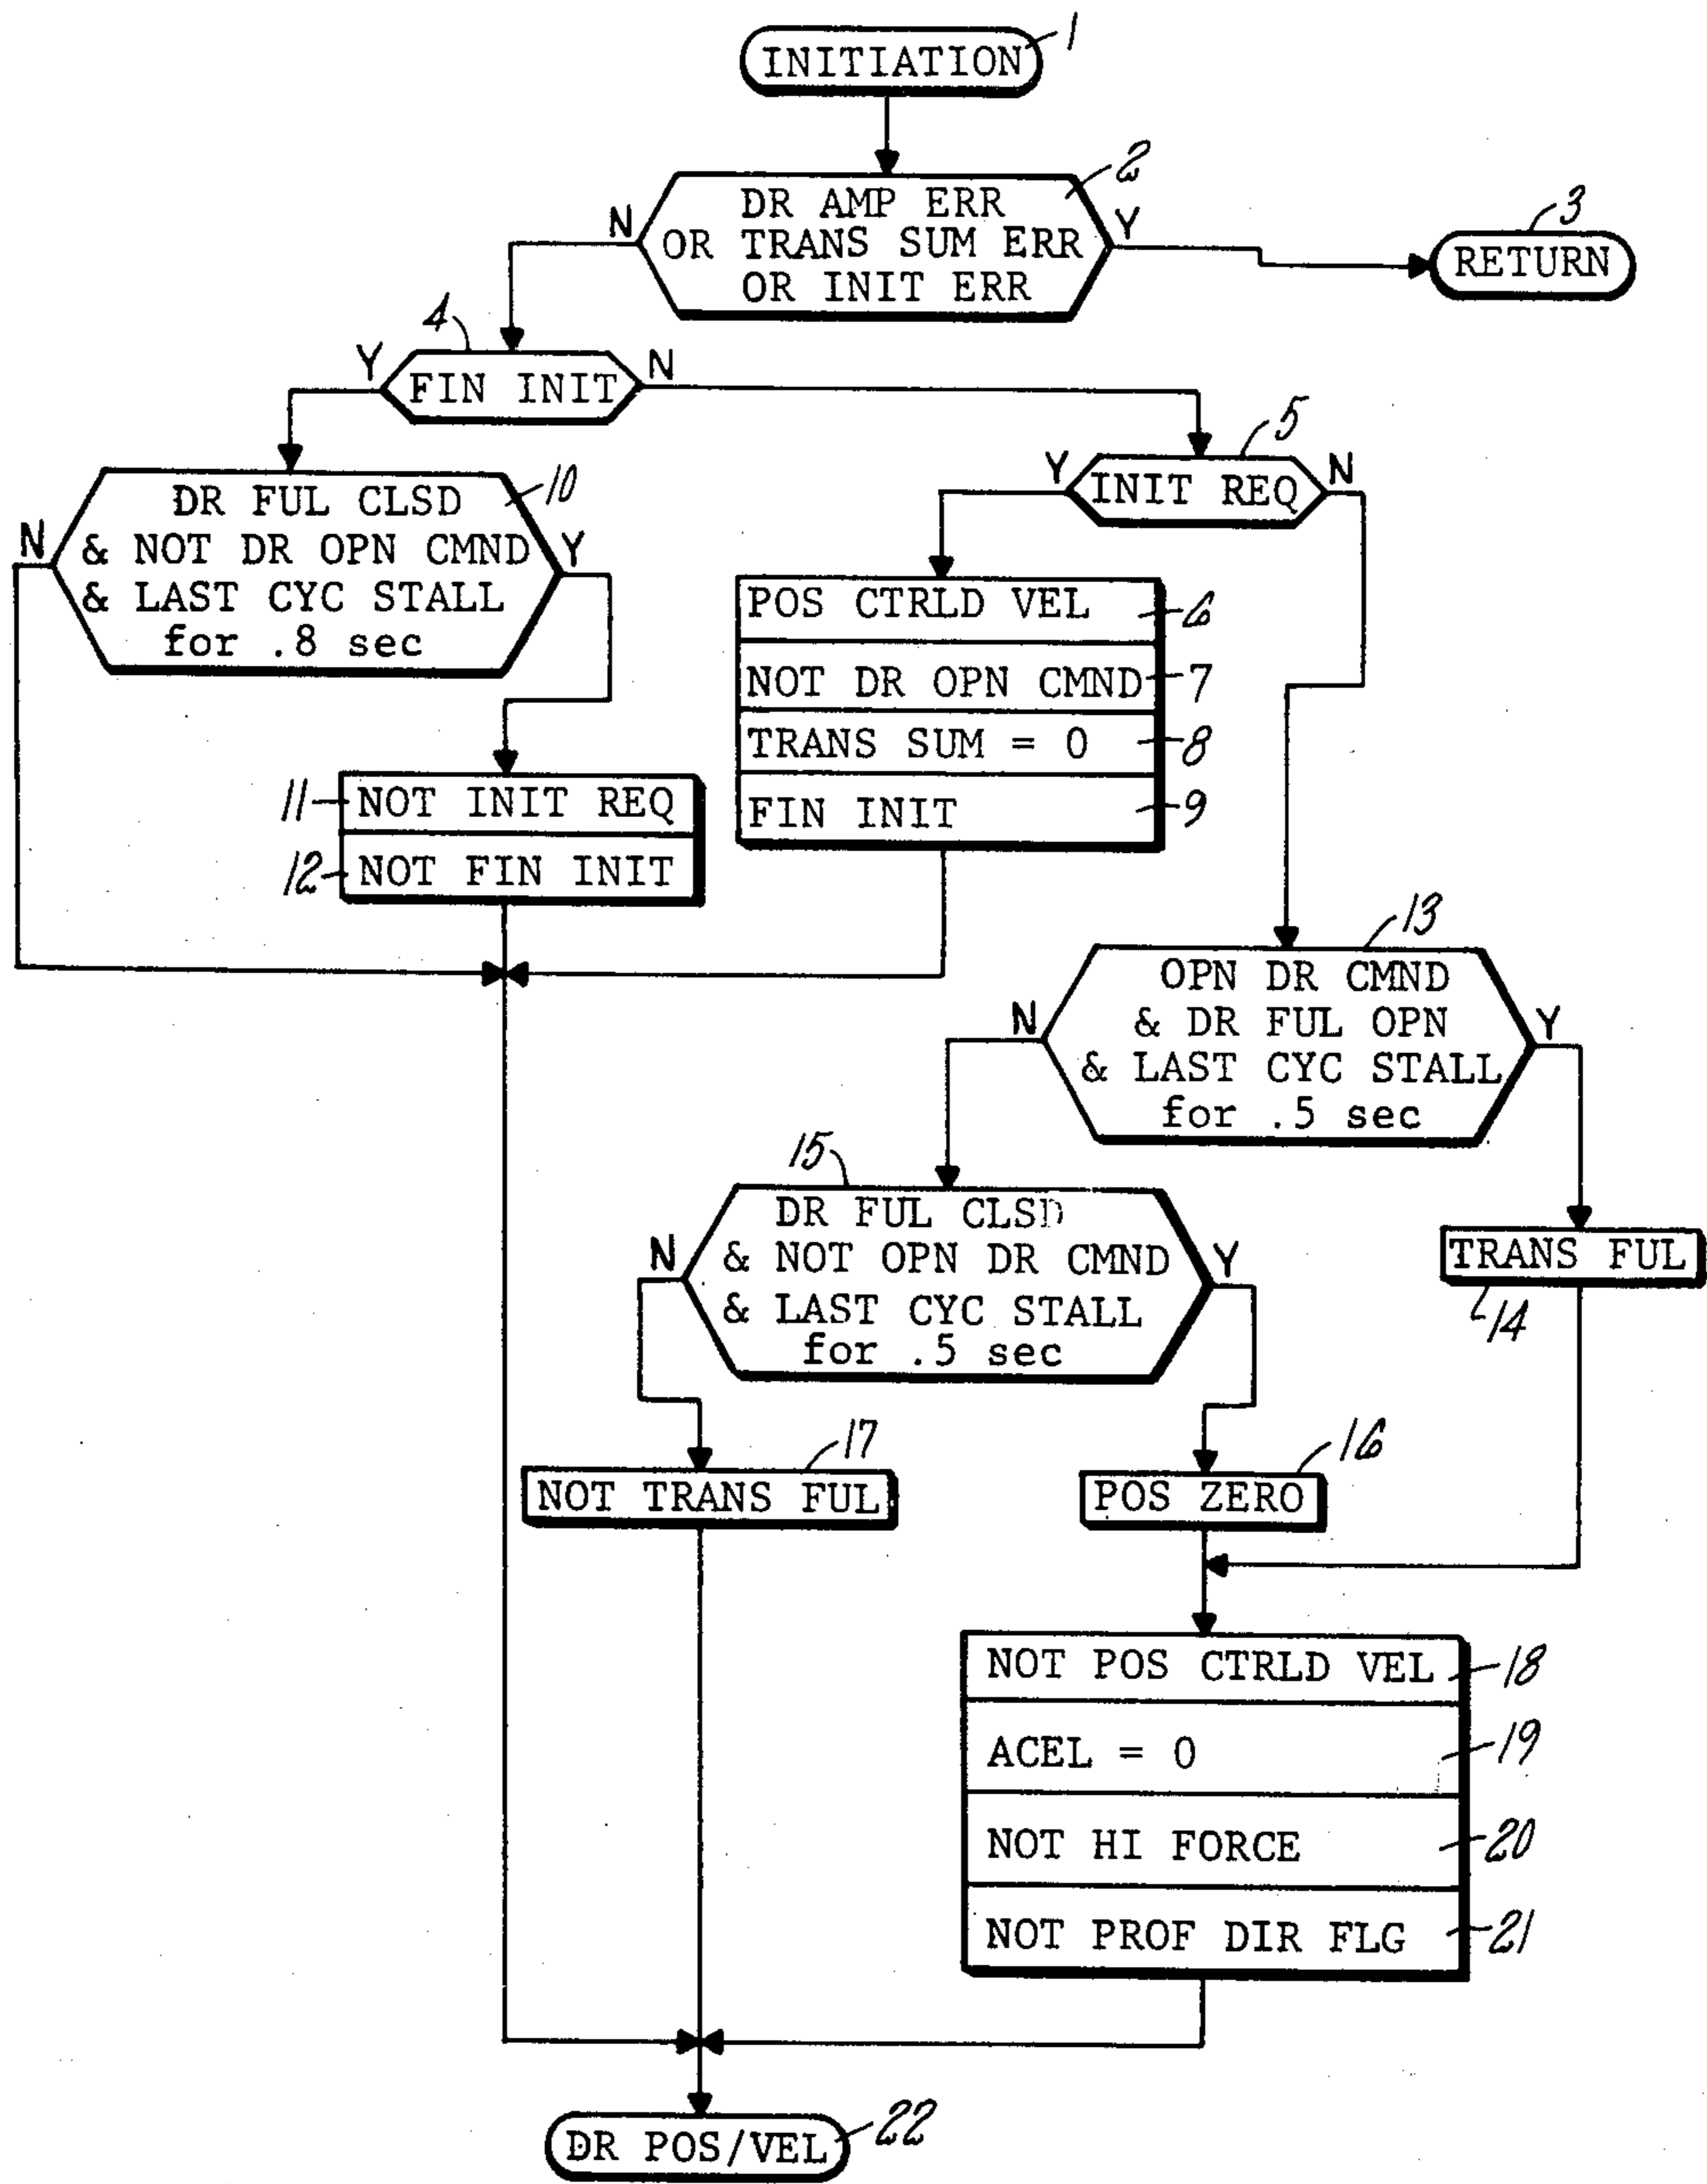 INITIATION
1
DR AMP ERR
OR TRANS SUM ERR
OR INIT ERR
2
N
Y
RETURN
3
FIN INIT
4
Y
N
INIT REQ
5
Y
N
DR FUL CLSD
& NOT DR OPN CMND
& LAST CYC STALL
for .8 sec
10
N
Y
POS CTRLD VEL
6
NOT DR OPN CMND
7
TRANS SUM = 0
8
FIN INIT
9
11
NOT INIT REQ
12
NOT FIN INIT
OPN DR CMND
& DR FUL OPN
& LAST CYC STALL
for .5 sec
13
N
Y
TRANS FUL
14
DR FUL CLSD
& NOT OPN DR CMND
& LAST CYC STALL
for .5 sec
15
N
Y
NOT TRANS FUL
17
POS ZERO
16
NOT POS CTRLD VEL
18
ACEL = 0
19
NOT HI FORCE
20
NOT PROF DIR FLG
21
DR POS/VEL
22